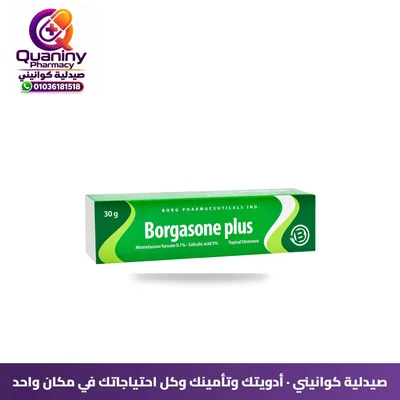 Quaniny
Pharmacy
صيدلية كوانيني
01036181518
BORG PHARMACEUTICALS IND.
30 g
Borgasone plus
Mometasone furoate 0.1% - Salicylic acid 5%
Topical Ointment
B
صيدلية كوانيني - أدويتك وتأمينك وكل احتياجاتك في مكان واحد